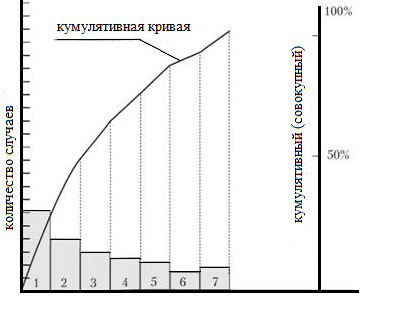 кумулятивная кривая
количество случаев
1 2 3 4 5 6 7
100%
50%
кумулятивный (совокупный)